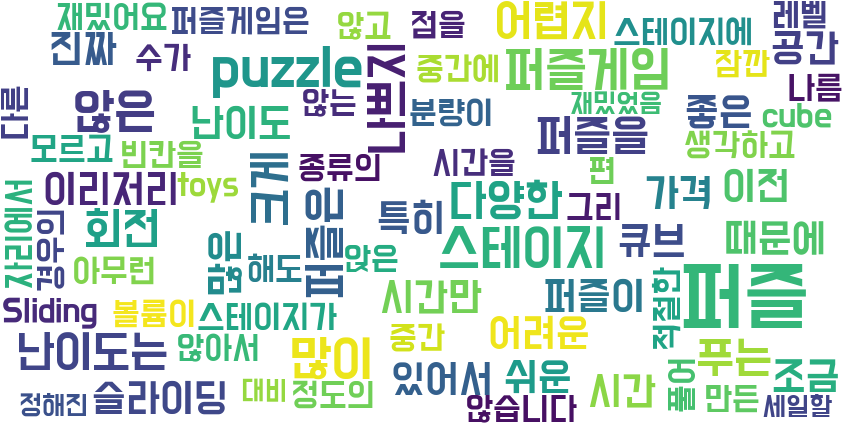 재밌어요 퍼즐게임은 않고 점을 어렵지 스테이지에 레벨
진짜 수가 puzzle 나쁘지 중간에 퍼즐게임 잠깐 공간
다른 않은 난이도 않는 분량이 재밌었음 좋은 cube 나름
모르고 빈칸을 크게 종류의 시간을 퍼즐을 생각하고
자리에서 이리저리 toys 특히 다양한 편 그리 가격 이전
경우의 회전 많은 퍼즐은 스테이지 큐브 때문에
아무런 해도 앉은 시간만 퍼즐이 적절한 퍼즐
Sliding 볼륨이 스테이지가 중간 어려운 푸는
난이도는 않아서 많이 있어서 쉬운 시간 풀어 조금
정해진 슬라이딩 대비 정도의 않습니다 만든 세일할